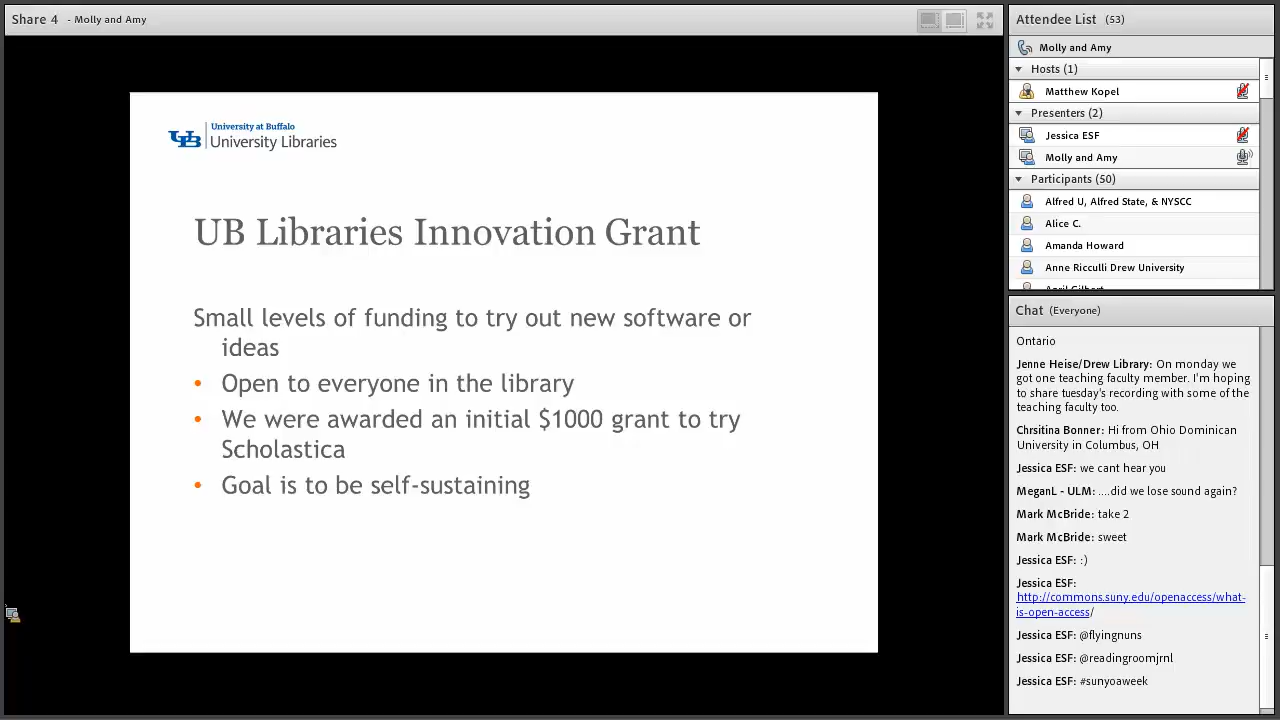 Share 4 - Molly and Amy
University at Buffalo
UB University Libraries
UB Libraries Innovation Grant
Small levels of funding to try out new software or
ideas
• Open to everyone in the library
• We were awarded an initial $1000 grant to try
Scholastica
• Goal is to be self-sustaining
Attendee List (53)
Molly and Amy
Hosts (1)
Matthew Kopel
Presenters (2)
Jessica ESF
Molly and Amy
Participants (50)
Alfred U, Alfred State, & NYSCC
Alice C.
Amanda Howard
Anne Ricculli Drew University
April Gilbert
Chat (Everyone)
Ontario
Jenne Heise/Drew Library: On monday we
got one teaching faculty member. I'm hoping
to share tuesday's recording with some of the
teaching faculty too.
Chrsitina Bonner: Hi from Ohio Dominican
University in Columbus, OH
Jessica ESF: we cant hear you
MeganL - ULM: ....did we lose sound again?
Mark McBride: take 2
Mark McBride: sweet
Jessica ESF: :)
Jessica ESF:
http://commons.suny.edu/openaccess/what-
is-open-access/
Jessica ESF: @flyingnuns
Jessica ESF: @readingroomjrnl
Jessica ESF: #sunyoaweek